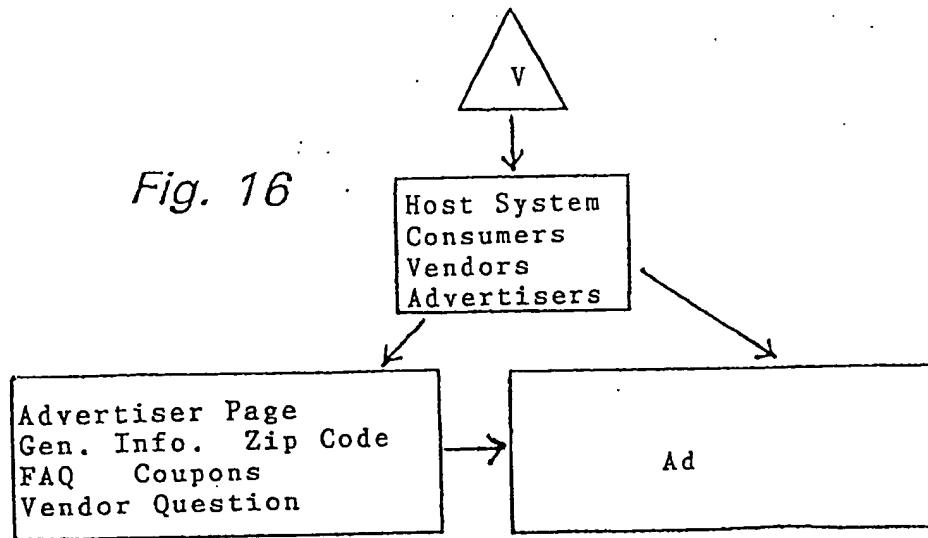 V
Fig. 16
Host System
Consumers
Vendors
Advertisers
Advertiser Page
Gen. Info. Zip Code
FAQ Coupons
Vendor Question
Ad